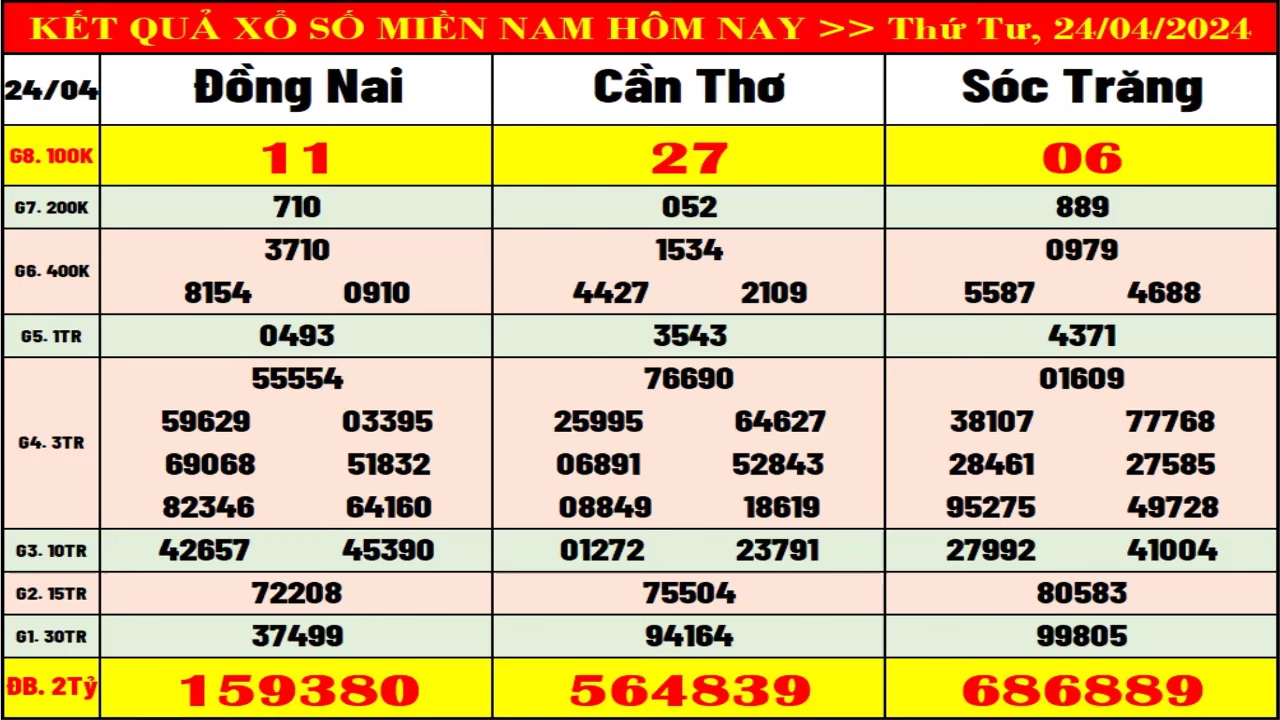 KẾT QUẢ XỔ SỐ MIỀN NAM HÔM NAY >> Thứ Tư, 24/04/2024
24/04 Đồng Nai Cần Thơ Sóc Trăng
G8. 100K 11 27 06
G7. 200K 710 052 889
G6. 400K
3710 1534 0979
8154 0910 4427 2109 5587 4688
G5. 1TR 0493 3543 4371
G4. 3TR
55554 76690 01609
59629 03395 25995 64627 38107 77768
69068 51832 06891 52843 28461 27585
82346 64160 08849 18619 95275 49728
G3. 10TR 42657 45390 01272 23791 27992 41004
G2. 15TR 72208 75504 80583
G1. 30TR 37499 94164 99805
ĐB. 2Tỷ 159380 564839 686889